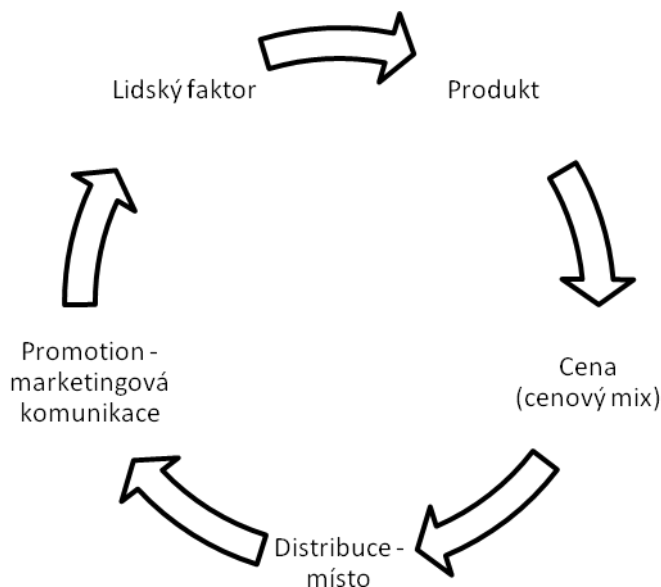 Lidský faktor
Produkt
Cena
(cenový mix)
Distribuce -
místo
Promotion -
marketingová
komunikace